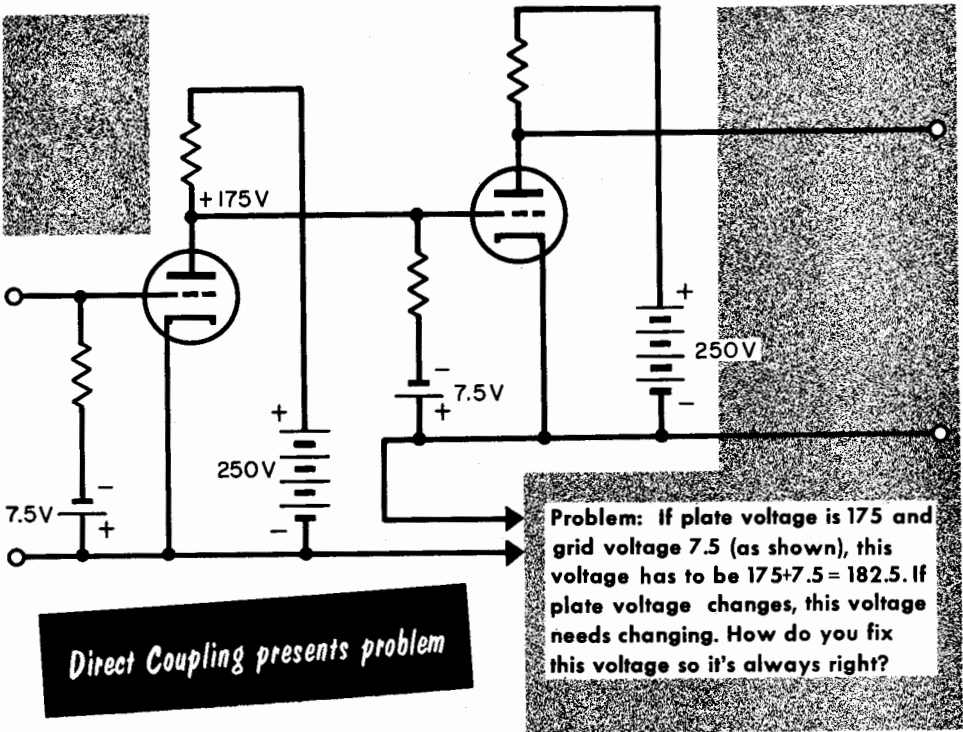 +175V
+
250V
-
-
7.5V
+
+
250V
-
-
7.5V
+
Problem: If plate voltage is 175 and
grid voltage 7.5 (as shown), this
voltage has to be 175+7.5 = 182.5. If
plate voltage changes, this voltage
needs changing. How do you fix
this voltage so it's always right?
Direct Coupling presents problem